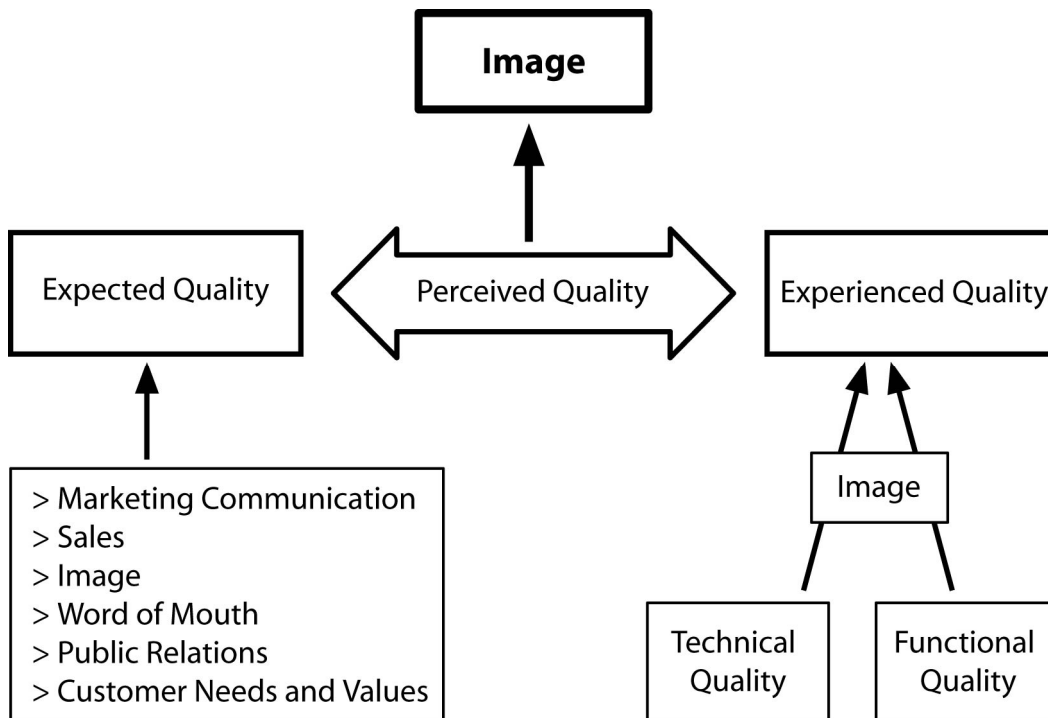 Image
Expected Quality
Perceived Quality
Experienced Quality
> Marketing Communication
> Sales
> Image
> Word of Mouth
> Public Relations
> Customer Needs and Values
Image
Technical
Quality
Functional
Quality